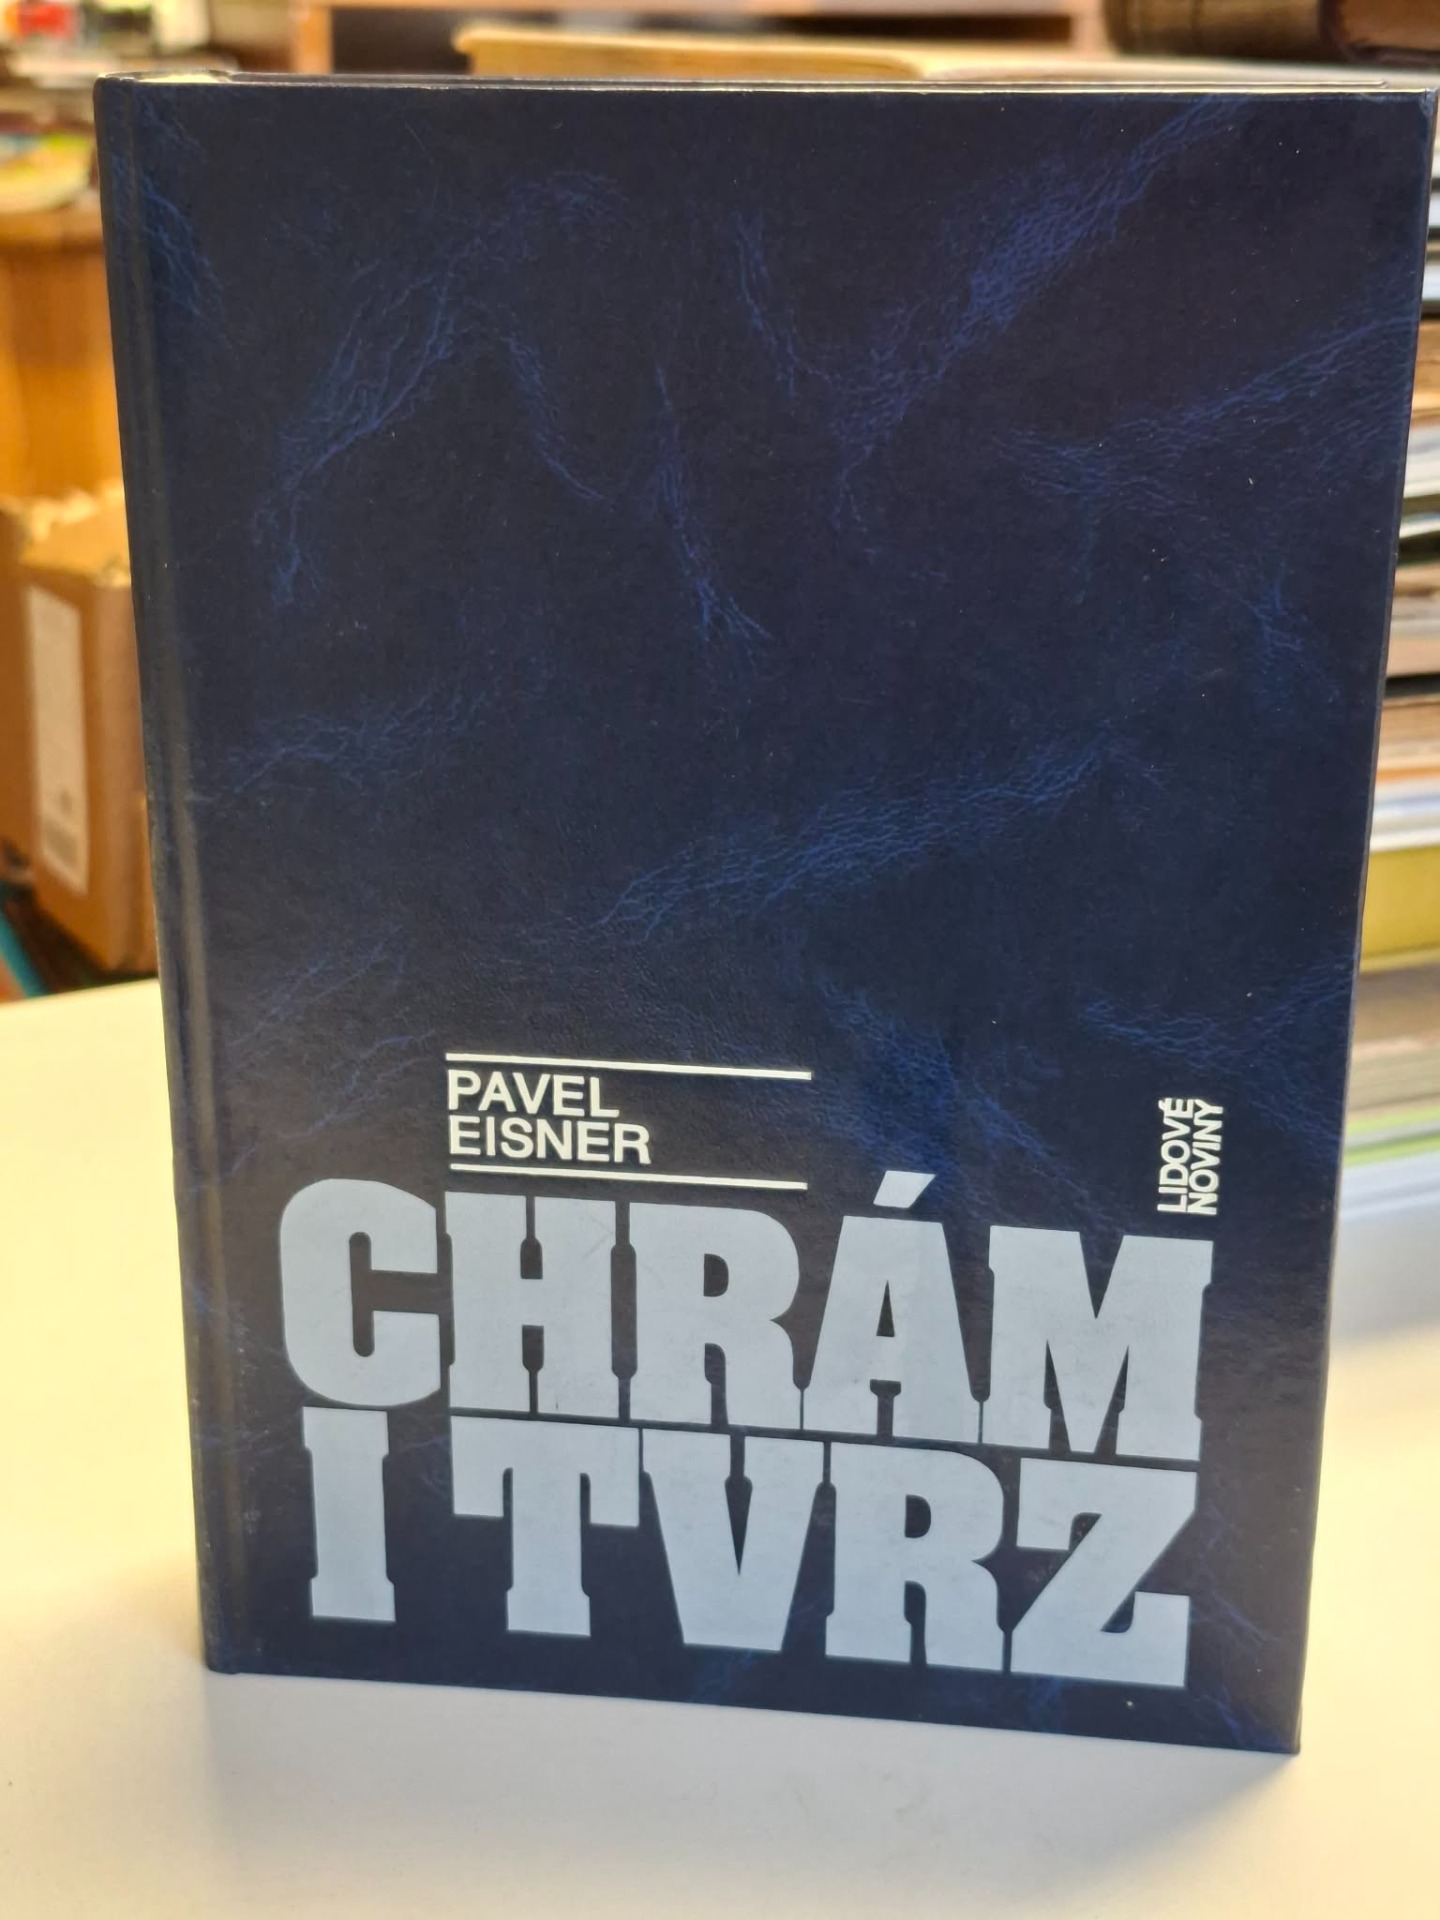 PAVEL
EISNER
LIDOVÉ
NOVINY
CHRÁM
I TVRZ